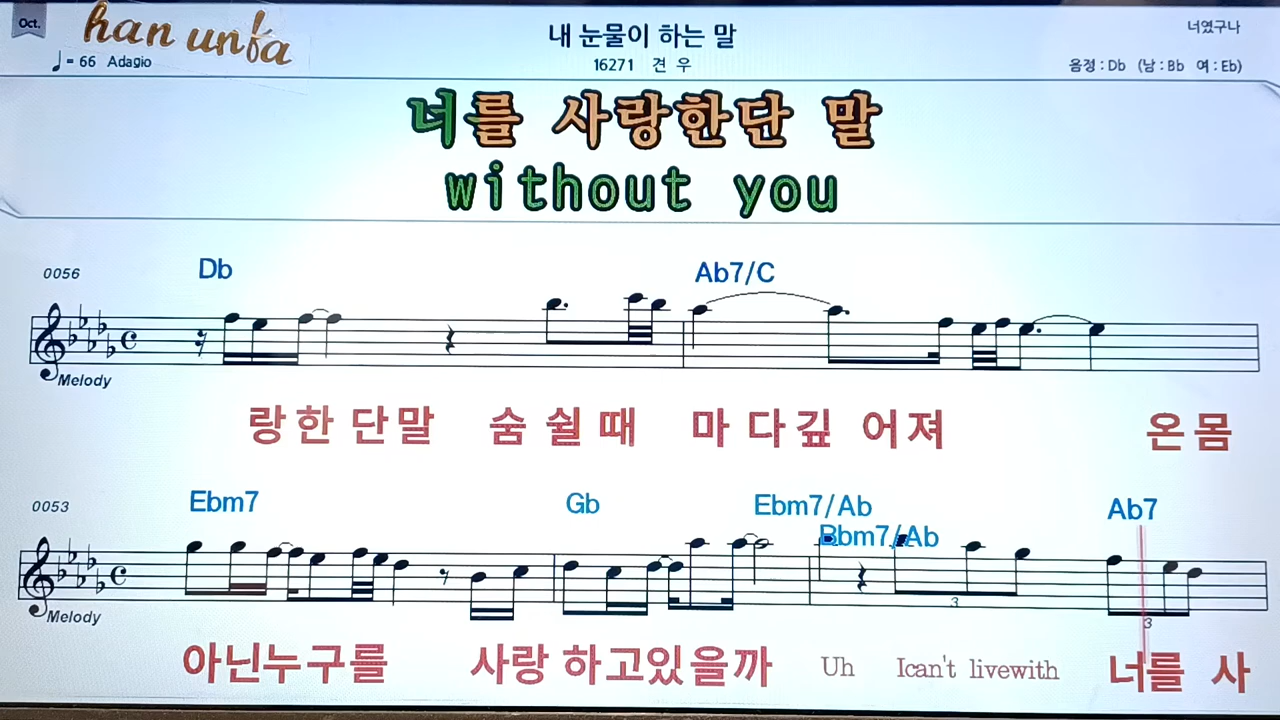 Oct.
han unfa
내 눈물이 하는 말
너였구나
♩= 66 Adagio
16271 견 우
음정 : Db (남 : Bb 여 : Eb)
너를 사랑한단 말
without you
0056
Db Ab7/C
Melody
랑한 단말 숨 쉴 때 마 다깊 어져 온몸
0053
Ebm7 Gb Ebm7/Ab Ab7
Bbm7/Ab
3 3
Melody
아닌누구를 사랑 하고있을까 Uh Ican't livewith 너를 사